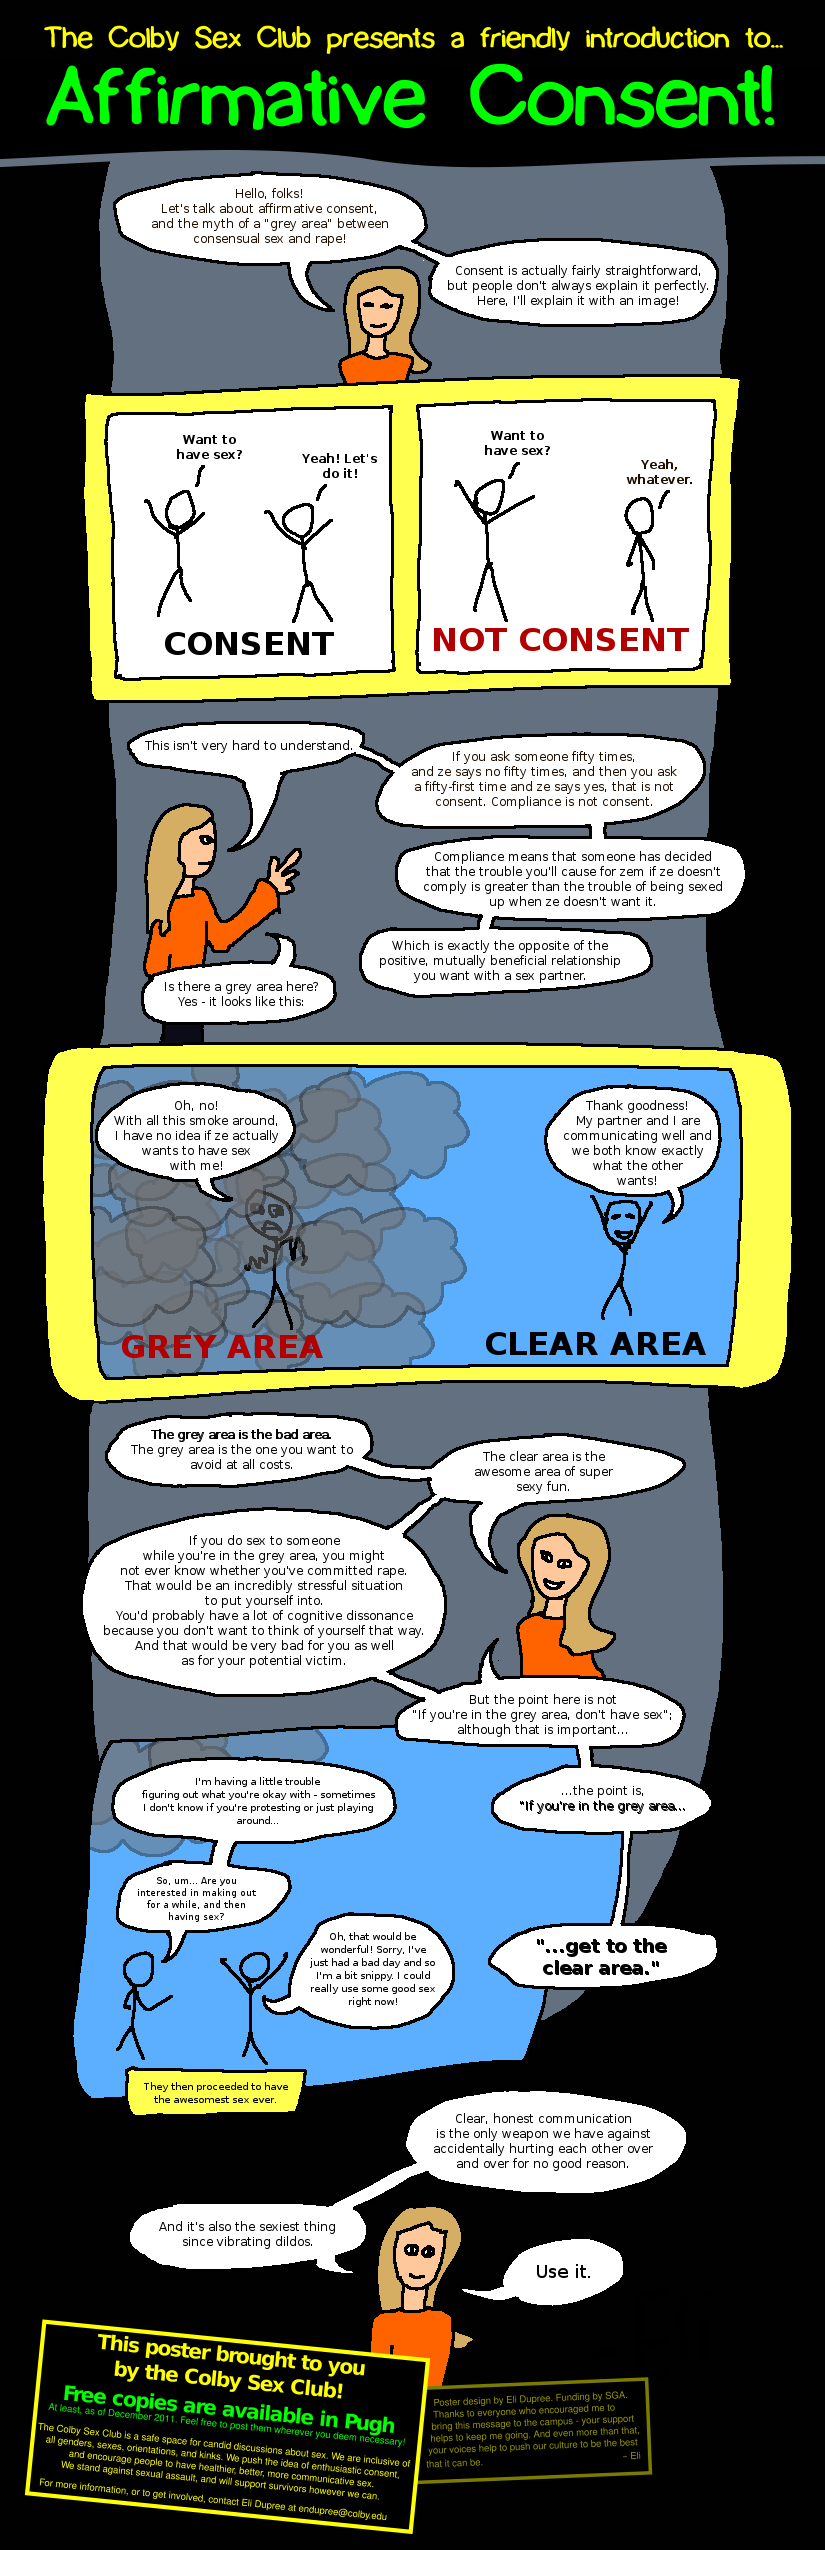 The Colby Sex Club presents a friendly introduction to...
Affirmative Consent!
Hello, folks!
Let's talk about affirmative consent,
and the myth of a "grey area" between
consensual sex and rape!
Consent is actually fairly straightforward,
but people don't always explain it perfectly.
Here, I'll explain it with an image!
Want to
have sex?
Yeah! Let's
do it!
CONSENT
Want to
have sex?
Yeah,
whatever.
NOT CONSENT
This isn't very hard to understand.
If you ask someone fifty times,
and ze says no fifty times, and then you ask
a fifty-first time and ze says yes, that is not
consent. Compliance is not consent.
Compliance means that someone has decided
that the trouble you'll cause for zem if ze doesn't
comply is greater than the trouble of being sexed
up when ze doesn't want it.
Which is exactly the opposite of the
positive, mutually beneficial relationship
you want with a sex partner.
Is there a grey area here?
Yes - it looks like this:
Oh, no!
With all this smoke around,
I have no idea if ze actually
wants to have sex
with me!
GREY AREA
Thank goodness!
My partner and I are
communicating well and
we both know exactly
what the other
wants!
CLEAR AREA
The grey area is the bad area.
The grey area is the one you want to
avoid at all costs.
The clear area is the
awesome area of super
sexy fun.
If you do sex to someone
while you're in the grey area, you might
not ever know whether you've committed rape.
That would be an incredibly stressful situation
to put yourself into.
You'd probably have a lot of cognitive dissonance
because you don't want to think of yourself that way.
And that would be very bad for you as well
as for your potential victim.
But the point here is not
"If you're in the grey area, don't have sex";
although that is important...
...the point is,
"If you're in the grey area...
"...get to the
clear area."
I'm having a little trouble
figuring out what you're okay with - sometimes
I don't know if you're protesting or just playing
around...
So, um... Are you
interested in making out
for a while, and then
having sex?
Oh, that would be
wonderful! Sorry, I've
just had a bad day and so
I'm a bit snippy. I could
really use some good sex
right now!
They then proceeded to have
the awesomest sex ever.
Clear, honest communication
is the only weapon we have against
accidentally hurting each other over
and over for no good reason.
And it's also the sexiest thing
since vibrating dildos.
Use it.
This poster brought to you
by the Colby Sex Club!
Free copies are available in Pugh
At least, as of December 2011. Feel free to post them wherever you deem necessary!
The Colby Sex Club is a safe space for candid discussions about sex. We are inclusive of
all genders, sexes, orientations, and kinks. We push the idea of enthusiastic consent,
and encourage people to have healthier, better, more communicative sex.
We stand against sexual assault, and will support survivors however we can.
For more information, or to get involved, contact Eli Dupree at endupree@colby.edu
Poster design by Eli Dupree. Funding by SGA.
Thanks to everyone who encouraged me to
bring this message to the campus - your support
helps to keep me going. And even more than that,
your voices help to push our culture to be the best
that it can be.
– Eli